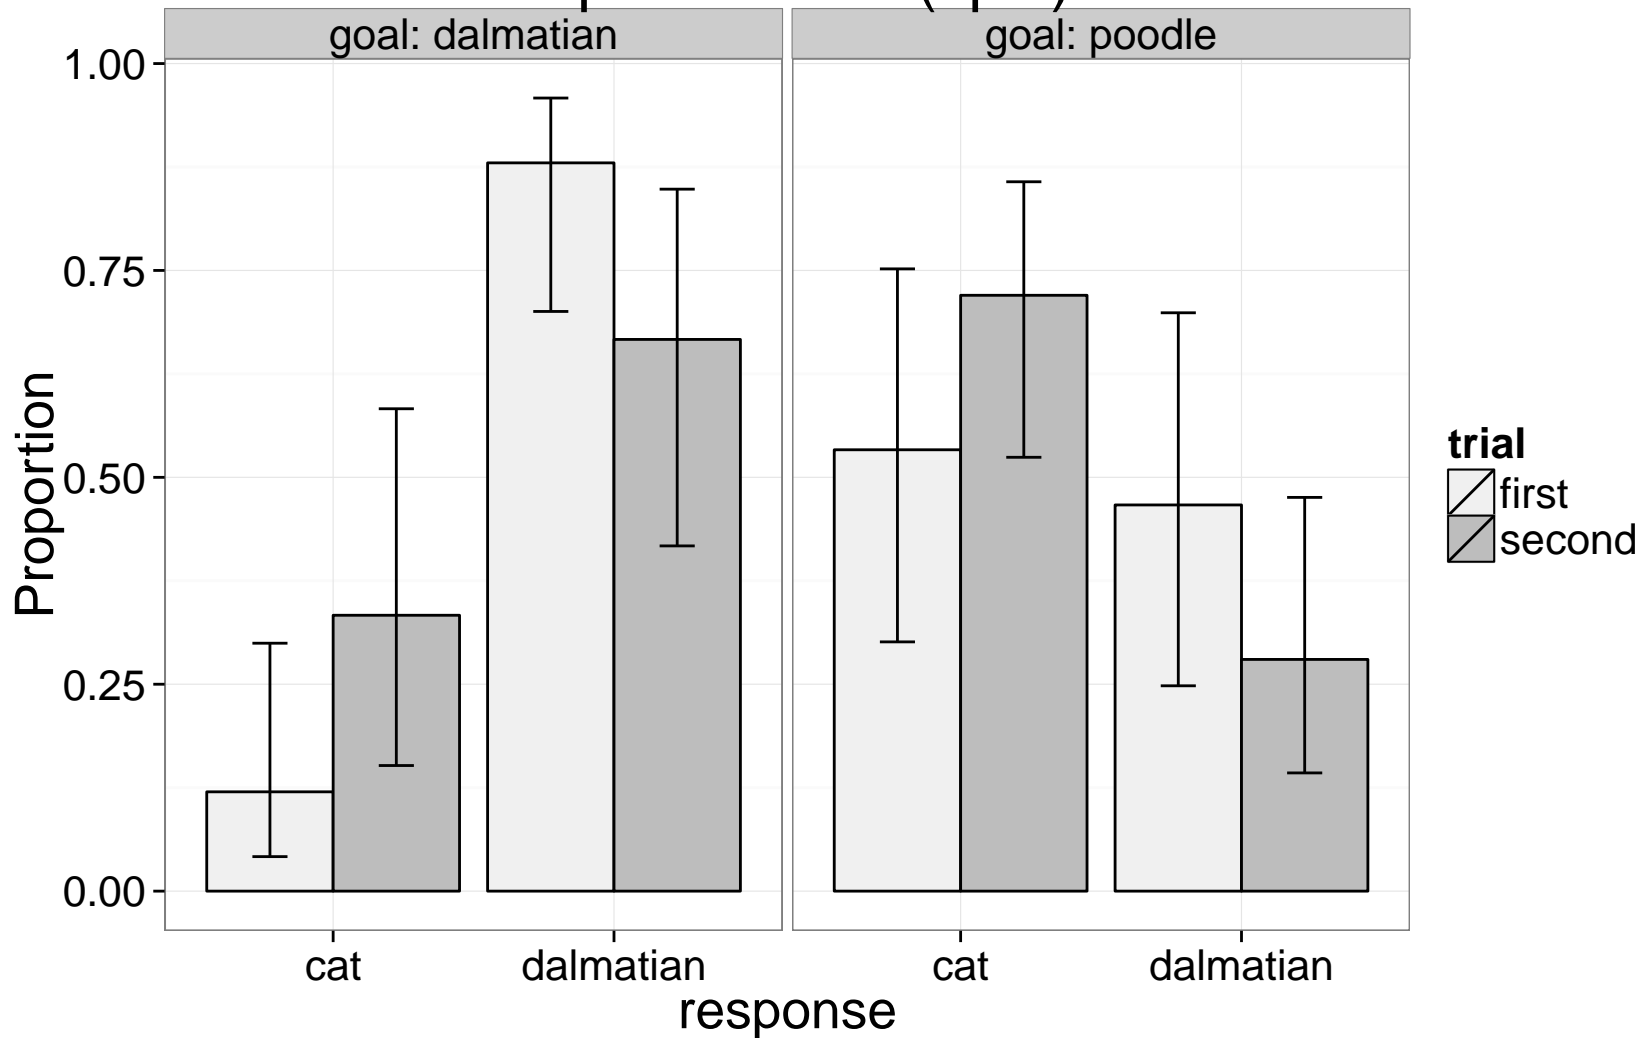 goal: dalmatian
goal: poodle
1.00
0.75
0.50
0.25
0.00
Proportion
cat
dalmatian
cat
dalmatian
response
trial
first
second